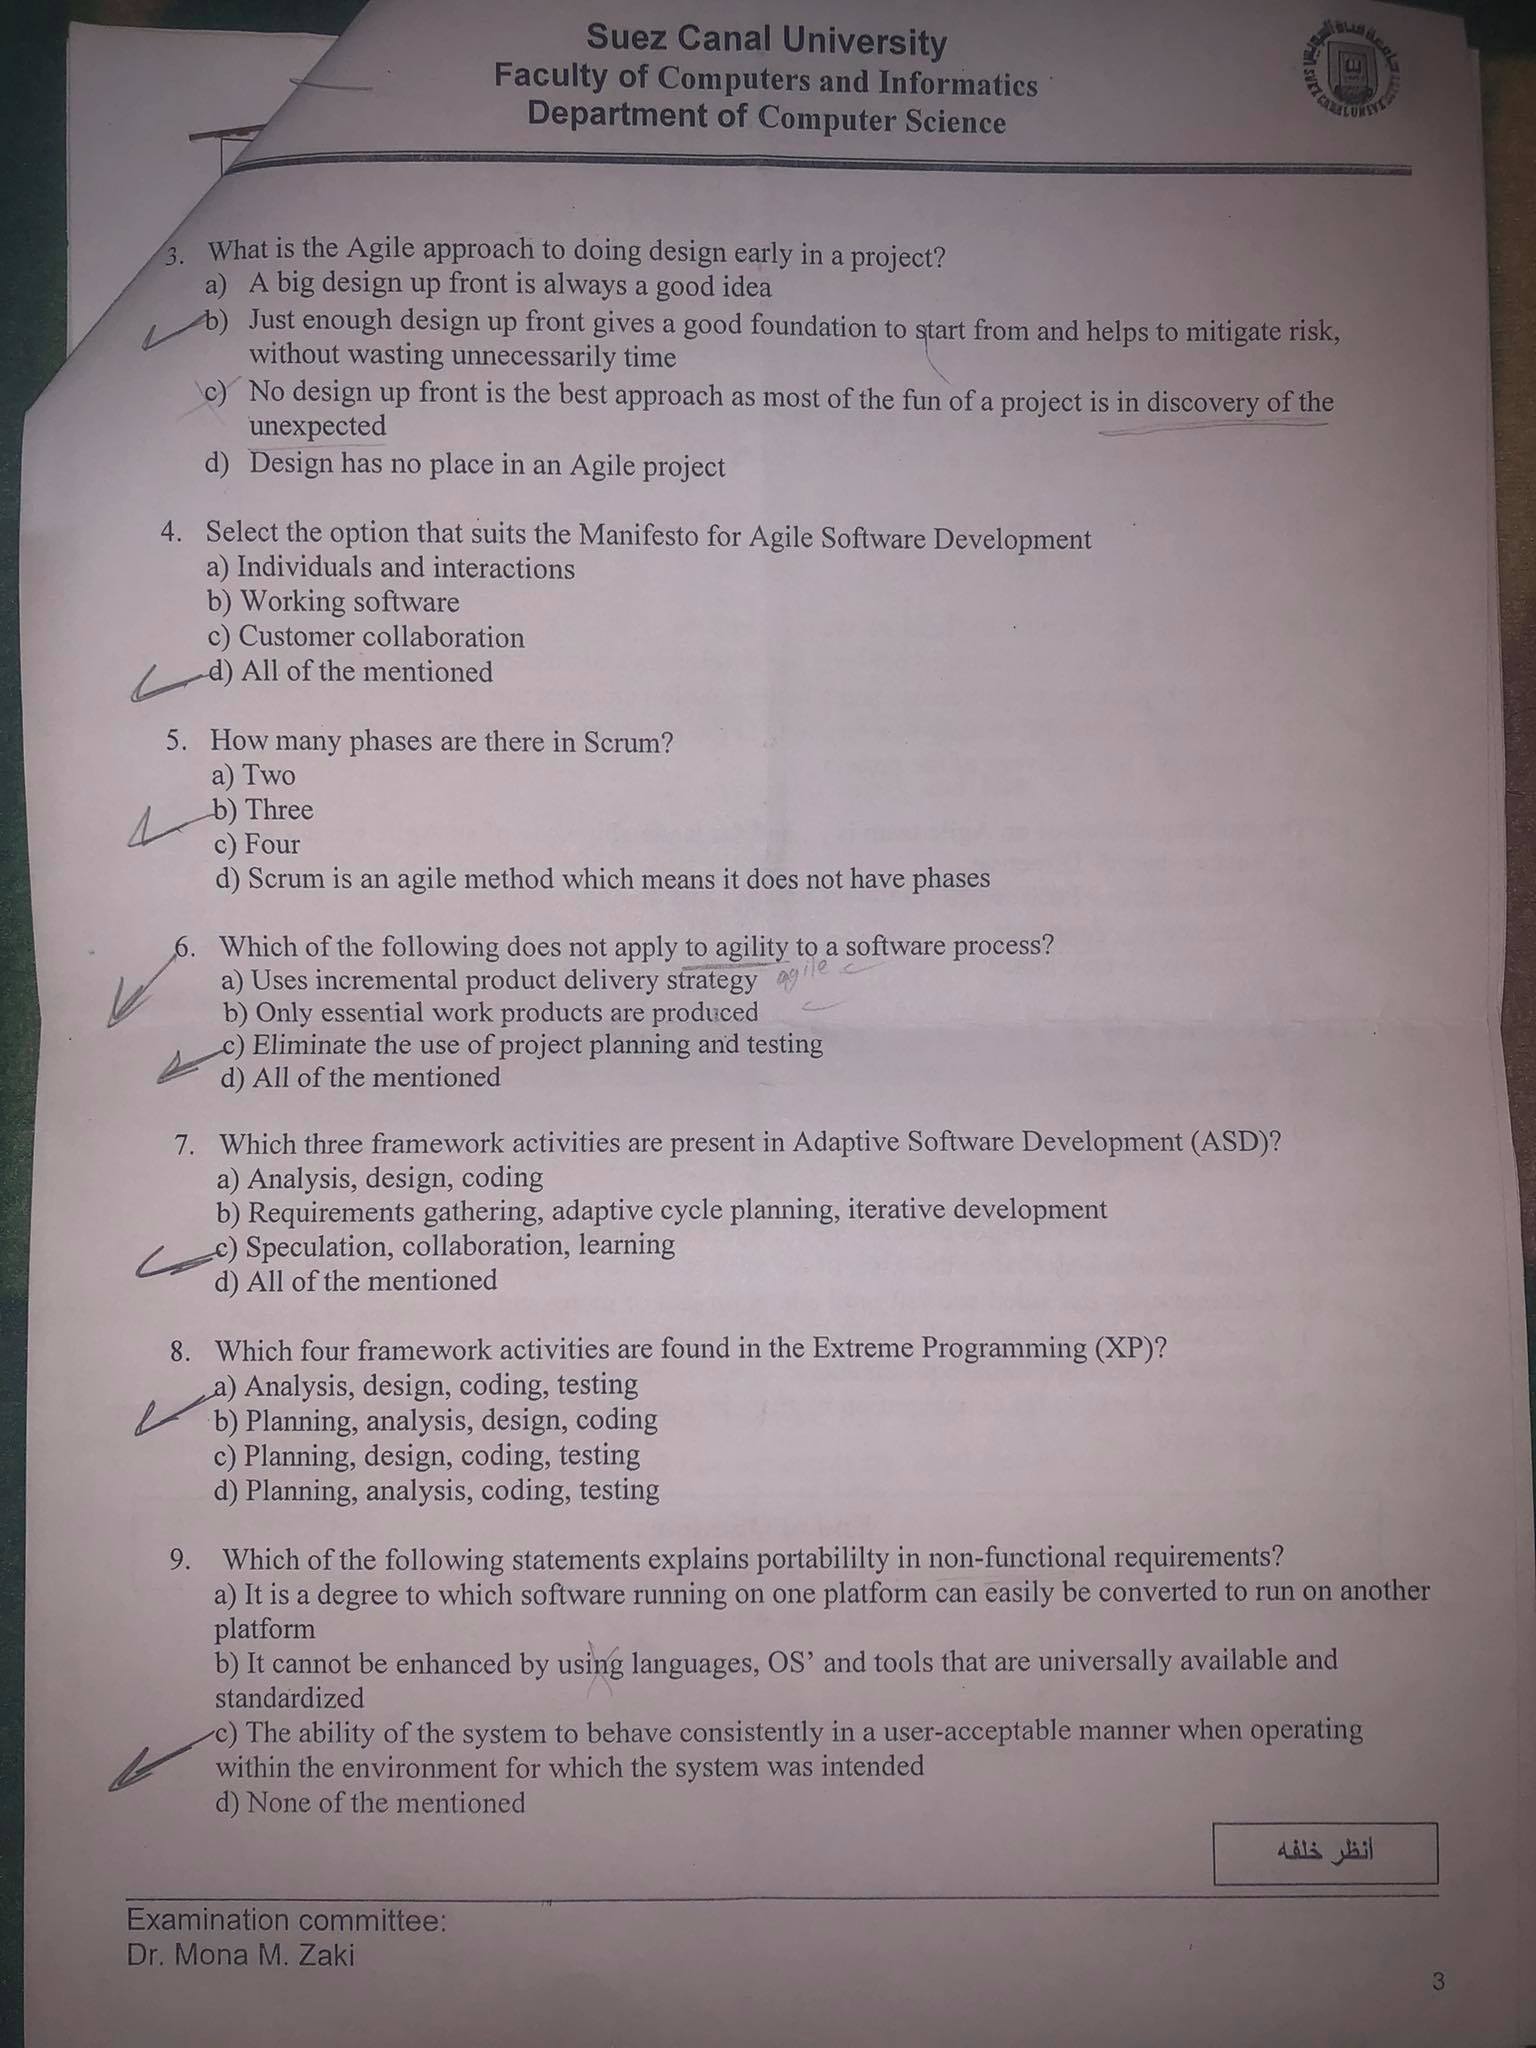 Suez Canal University
Faculty of Computers and Informatics
Department of Computer Science
3. What is the Agile approach to doing design early in a project?
a) A big design up front is always a good idea
b) Just enough design up front gives a good foundation to start from and helps to mitigate risk,
without wasting unnecessarily time
c) No design up front is the best approach as most of the fun of a project is in discovery of the
unexpected
d) Design has no place in an Agile project
4. Select the option that suits the Manifesto for Agile Software Development
a) Individuals and interactions
b) Working software
c) Customer collaboration
d) All of the mentioned
5. How many phases are there in Scrum?
a) Two
b) Three
c) Four
d) Scrum is an agile method which means it does not have phases
6. Which of the following does not apply to agility to a software process?
a) Uses incremental product delivery strategy agile
b) Only essential work products are produced
c) Eliminate the use of project planning and testing
d) All of the mentioned
7. Which three framework activities are present in Adaptive Software Development (ASD)?
a) Analysis, design, coding
b) Requirements gathering, adaptive cycle planning, iterative development
c) Speculation, collaboration, learning
d) All of the mentioned
8. Which four framework activities are found in the Extreme Programming (XP)?
a) Analysis, design, coding, testing
b) Planning, analysis, design, coding
c) Planning, design, coding, testing
d) Planning, analysis, coding, testing
9. Which of the following statements explains portabililty in non-functional requirements?
a) It is a degree to which software running on one platform can easily be converted to run on another
platform
b) It cannot be enhanced by using languages, OS’ and tools that are universally available and
standardized
c) The ability of the system to behave consistently in a user-acceptable manner when operating
within the environment for which the system was intended
d) None of the mentioned
أنظر خلفه
Examination committee:
Dr. Mona M. Zaki
3